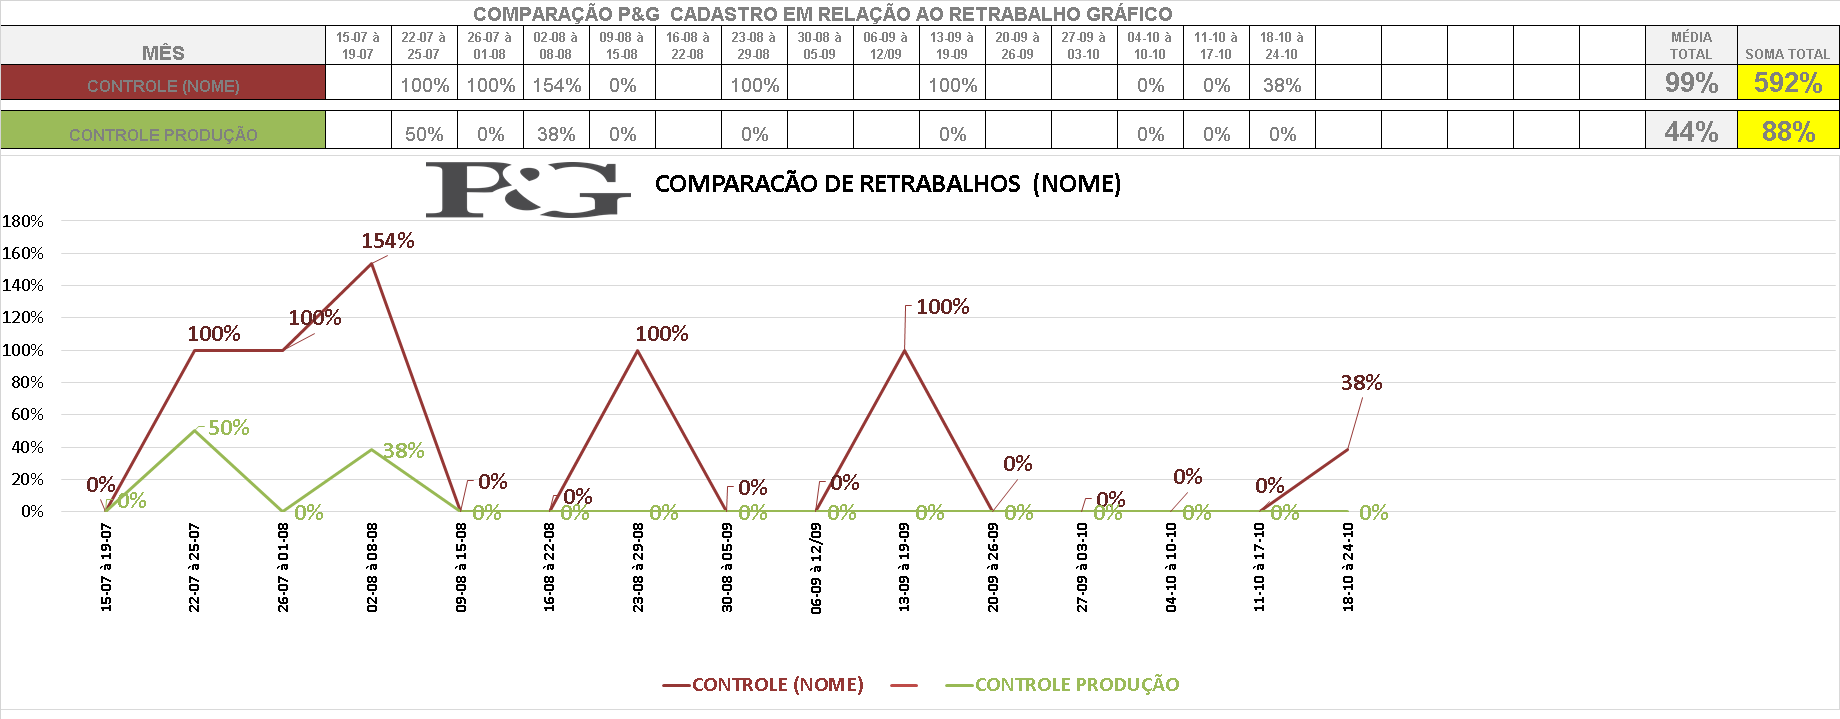 COMPARAÇÃO P&G CADASTRO EM RELAÇÃO AO RETRABALHO GRÁFICO
MÊS 15-07 à 19-07 22-07 à 25-07 26-07 à 01-08 02-08 à 08-08 09-08 à 15-08 16-08 à 22-08 23-08 à 29-08 30-08 à 05-09 06-09 à 12/09 13-09 à 19-09 20-09 à 26-09 27-09 à 03-10 04-10 à 10-10 11-10 à 17-10 18-10 à 24-10 MÉDIA TOTAL SOMA TOTAL
CONTROLE (NOME) 100% 100% 154% 0% 100% 100% 0% 0% 38% 99% 592%
CONTROLE PRODUÇÃO 50% 0% 38% 0% 0% 0% 0% 0% 0% 44% 88%
P&G COMPARACÃO DE RETRABALHOS (NOME)
180%
160%
140%
120%
100%
80%
60%
40%
20%
0%
0% 100% 100% 154% 0% 0% 100% 0% 0% 100% 0% 0% 0% 0% 38%
0% 50% 0% 38% 0% 0% 0% 0% 0% 0% 0% 0% 0% 0% 0%
15-07 à 19-07
22-07 à 25-07
26-07 à 01-08
02-08 à 08-08
09-08 à 15-08
16-08 à 22-08
23-08 à 29-08
30-08 à 05-09
06-09 à 12/09
13-09 à 19-09
20-09 à 26-09
27-09 à 03-10
04-10 à 10-10
11-10 à 17-10
18-10 à 24-10
CONTROLE (NOME) CONTROLE PRODUÇÃO